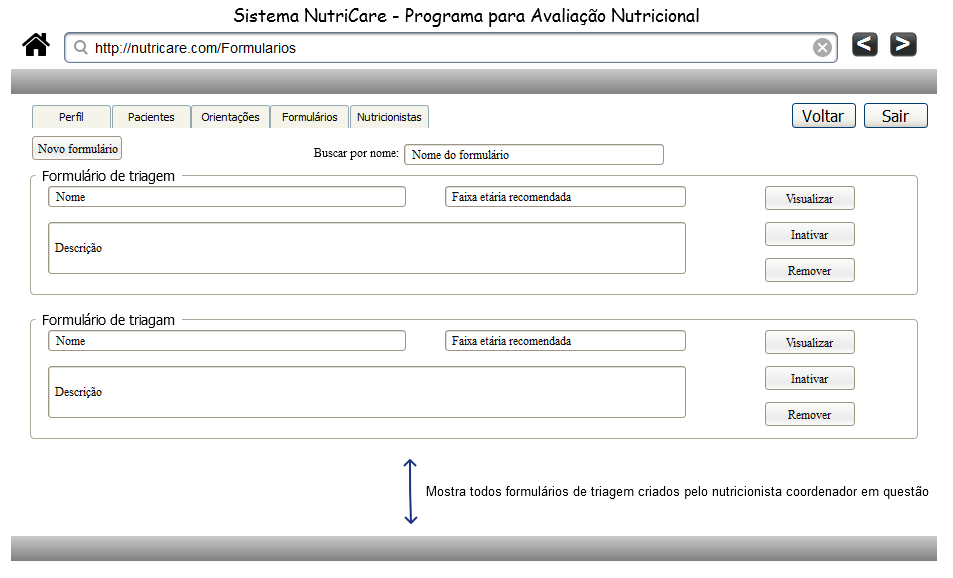 Sistema NutriCare - Programa para Avaliação Nutricional
http://nutricare.com/Formularios
< >
Perfil Pacientes Orientações Formulários Nutricionistas Voltar Sair
Novo formulário Buscar por nome: Nome do formulário
Formulário de triagem
Nome Faixa etária recomendada Visualizar
Inativar
Descrição
Remover
Formulário de triagam
Nome Faixa etária recomendada Visualizar
Inativar
Descrição
Remover
Mostra todos formulários de triagem criados pelo nutricionista coordenador em questão